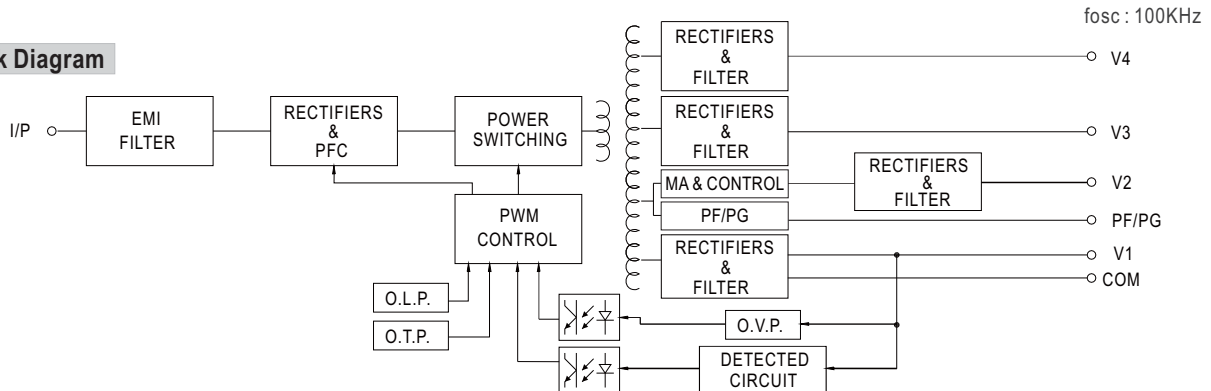 fosc : 100KHz
k Diagram
I/P
EMI
FILTER
RECTIFIERS
&
PFC
POWER
SWITCHING
PWM
CONTROL
O.L.P.
O.T.P.
RECTIFIERS
&
FILTER
V4
RECTIFIERS
&
FILTER
V3
MA & CONTROL
RECTIFIERS
&
FILTER
V2
PF/PG
PF/PG
RECTIFIERS
&
FILTER
V1
COM
O.V.P.
DETECTED
CIRCUIT